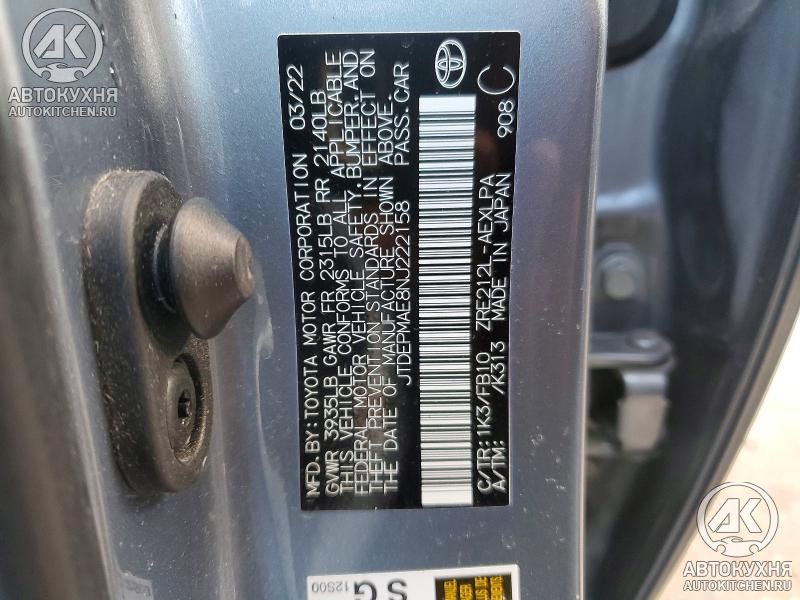 АВТОКУХНЯ
AUTOKITCHEN.RU
MFD. BY: TOYOTA MOTOR CORPORATION 03/22
GVWR 3935LB GAWR FR 2315LB RR 2140LB
THIS VEHICLE CONFORMS TO ALL APPLICABLE
FEDERAL MOTOR VEHICLE SAFETY, BUMPER, AND
THEFT PREVENTION STANDARDS IN EFFECT ON
THE DATE OF MANUFACTURE SHOWN ABOVE.
JTDEPMAE8NJ222158 PASS. CAR
C/TR: 1K3/FB10 ZRE212L-AEXLPA 908 C
A/TM: /K313 MADE IN JAPAN
SG
12S00
АВТОКУХНЯ
AUTOKITCHEN.RU